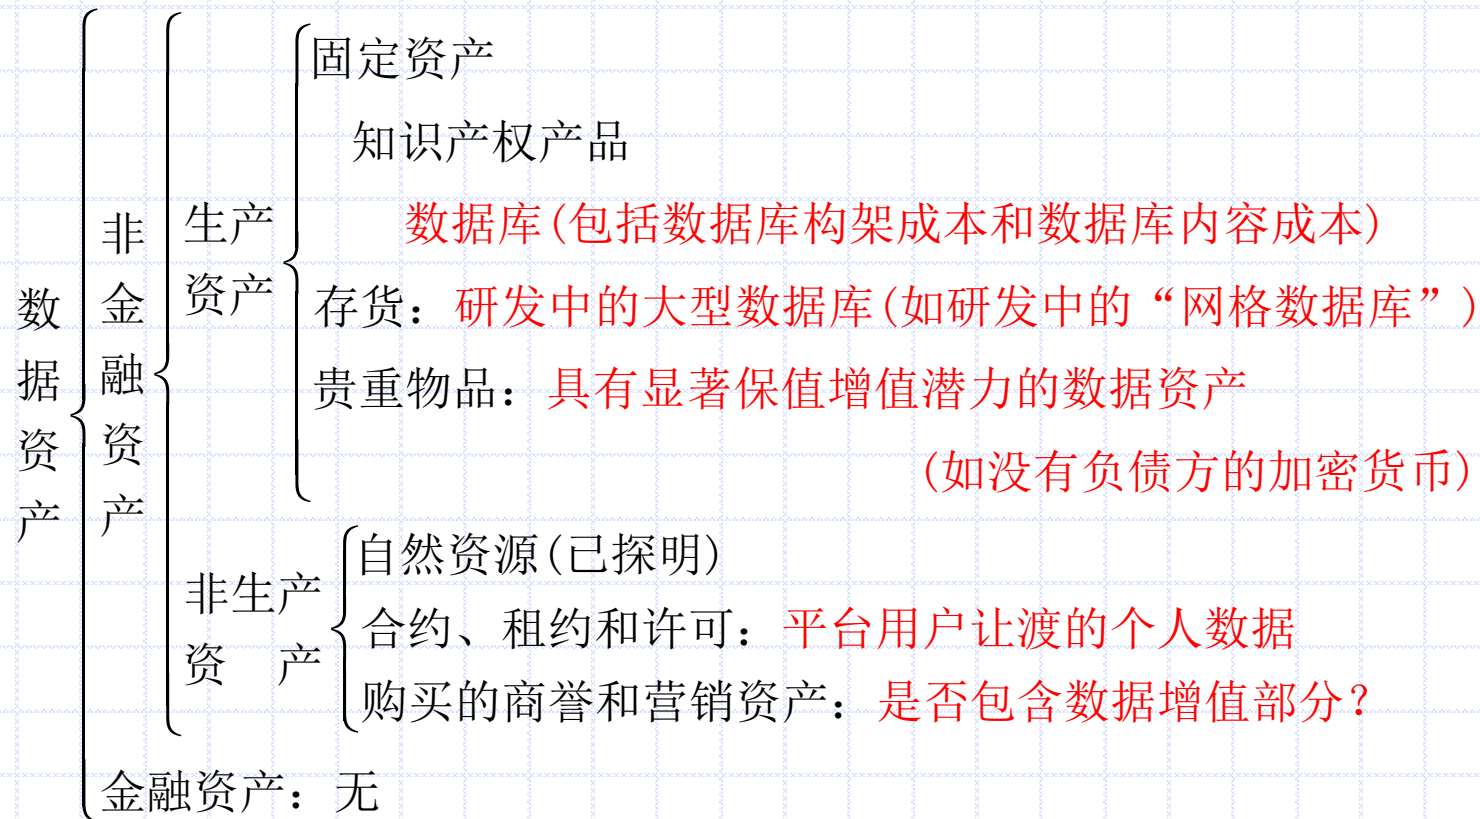 数据资产
非金融资产
生产资产
固定资产
知识产权产品
数据库(包括数据库构架成本和数据库内容成本)
存货：研发中的大型数据库(如研发中的“网格数据库”)
贵重物品：具有显著保值增值潜力的数据资产
(如没有负债方的加密货币)
非生产资产
自然资源(已探明)
合约、租约和许可：平台用户让渡的个人数据
购买的商誉和营销资产：是否包含数据增值部分？
金融资产：无